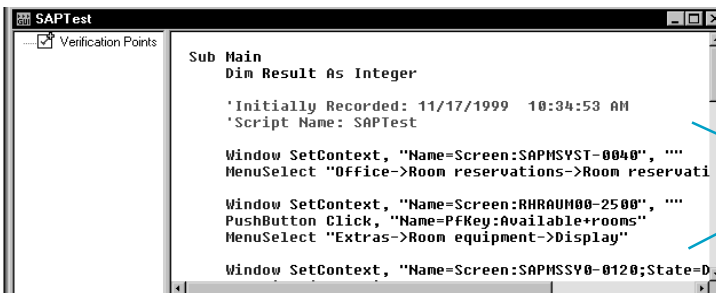 SAPTest
Verification Points
Sub Main
Dim Result As Integer
'Initially Recorded: 11/17/1999 10:34:53 AM
'Script Name: SAPTest
Window SetContext, "Name=Screen:SAPMSYST-0040", ""
MenuSelect "Office->Room reservations->Room reservati
Window SetContext, "Name=Screen:RHRAUM00-2500", ""
PushButton Click, "Name=PfKey:Available+rooms"
MenuSelect "Extras->Room equipment->Display"
Window SetContext, "Name=Screen:SAPMSSY0-0120;State=D